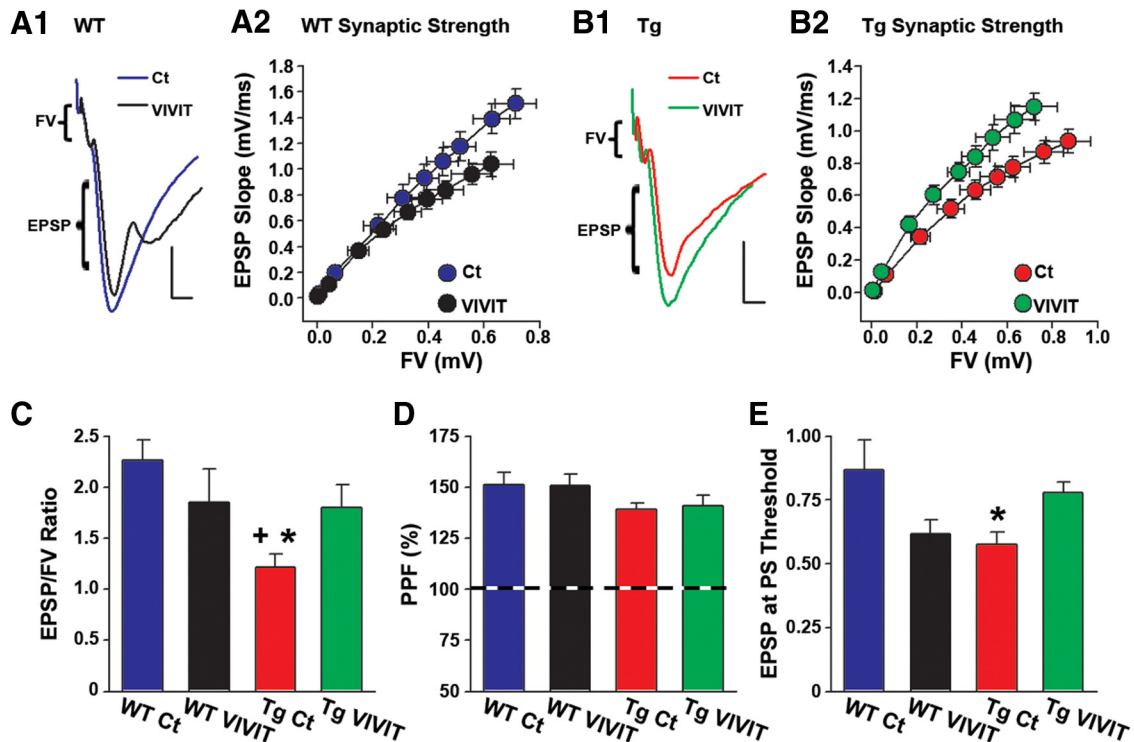 A1 WT
Ct
VIVIT
FV
EPSP
A2 WT Synaptic Strength
EPSP Slope (mV/ms)
1.8
1.6
1.4
1.2
1.0
0.8
0.6
0.4
0.2
0.0
Ct
VIVIT
0.0 0.2 0.4 0.6 0.8
FV (mV)
B1 Tg
Ct
VIVIT
FV
EPSP
B2 Tg Synaptic Strength
EPSP Slope (mV/ms)
1.4
1.2
1.0
0.8
0.6
0.4
0.2
0.0
Ct
VIVIT
0.0 0.2 0.4 0.6 0.8 1.0
FV (mV)
C
EPSP/FV Ratio
2.5
2.0
1.5
1.0
0.5
0
+ *
WT Ct WT VIVIT Tg Ct Tg VIVIT
D
PPF (%)
175
150
125
100
75
50
WT Ct WT VIVIT Tg Ct Tg VIVIT
E
EPSP at PS Threshold
1.00
0.75
0.50
0.25
0
*
WT Ct WT VIVIT Tg Ct Tg VIVIT